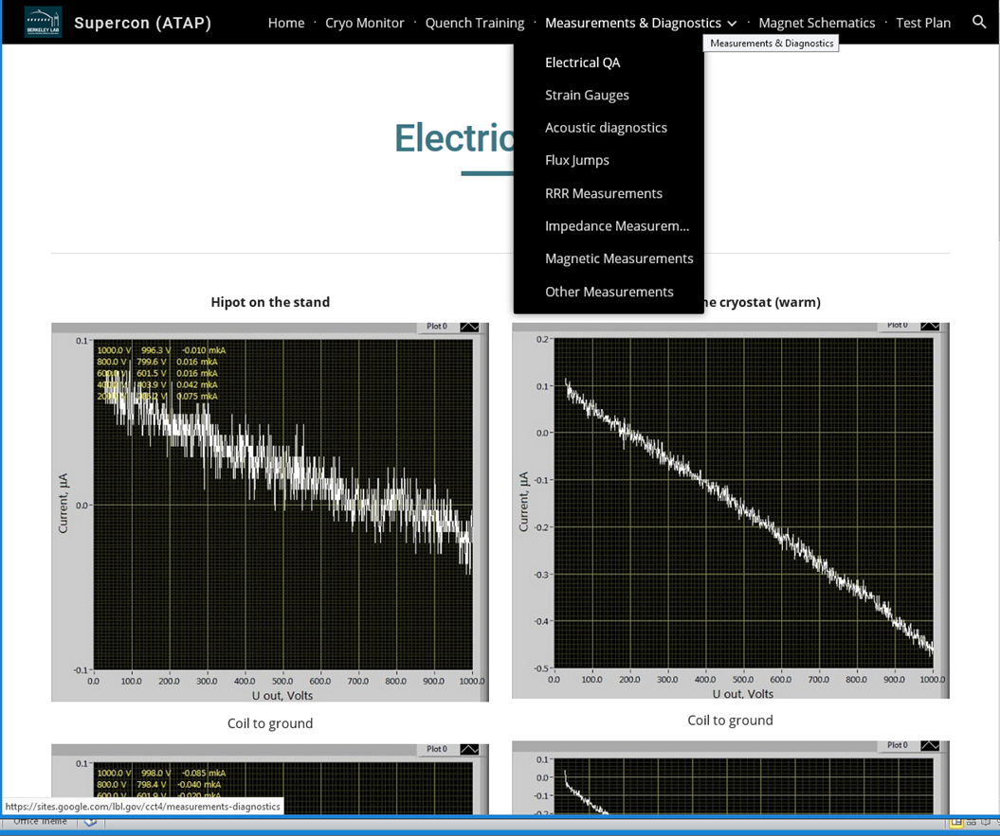 BERKELEY LAB
Supercon (ATAP)
Home · Cryo Monitor · Quench Training · Measurements & Diagnostics · Magnet Schematics · Test Plan
Measurements & Diagnostics
Electrical QA
Strain Gauges
Acoustic diagnostics
Flux Jumps
RRR Measurements
Impedance Measurem...
Magnetic Measurements
Other Measurements
Electric
Hipot on the stand
e cryostat (warm)
Plot 0
0.1
0.0
-0.1
Current, µA
1000.0 V 996.3 V -0.010 mkA
800.0 V 799.6 V 0.016 mkA
600.0 V 601.5 V 0.016 mkA
400.0 V 403.9 V 0.042 mkA
0.075 mkA
0.0 100.0 200.0 300.0 400.0 500.0 600.0 700.0 800.0 900.0 1000.0
U out, Volts
Coil to ground
Plot 0
0.2
0.1
0.0
-0.1
-0.2
-0.3
-0.4
-0.5
Current, µA
0.0 100.0 200.0 300.0 400.0 500.0 600.0 700.0 800.0 900.0 1000.0
U out, Volts
Coil to ground
Plot 0
0.1
1000.0 V 998.0 V -0.085 mkA
800.0 V 798.4 V -0.040 mkA
600.0 V 601.9 V -0.020 mkA
Plot 0
0.1
0.0
-0.1
-0.2
https://sites.google.com/lbl.gov/cct4/measurements-diagnostics
Office Theme